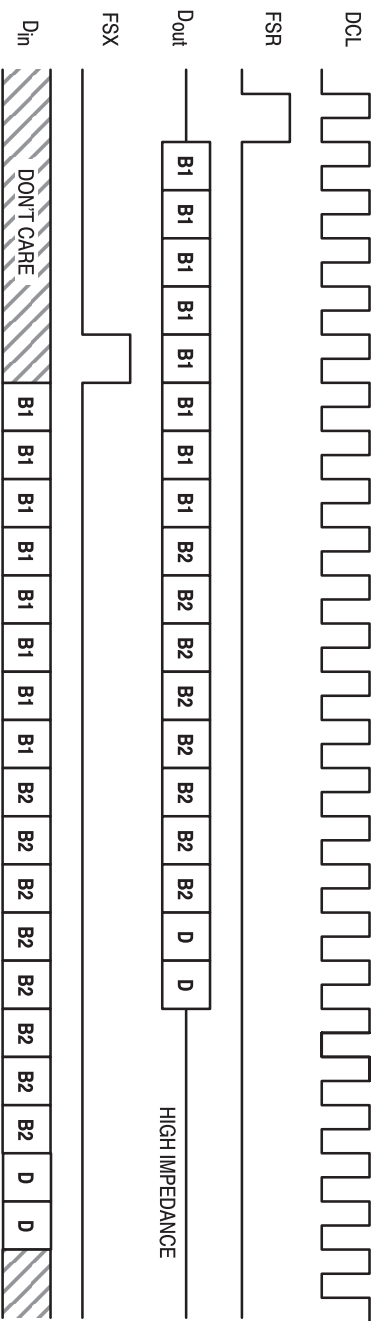 DCL
FSR
Dout B1 B1 B1 B1 B1 B1 B1 B1 B2 B2 B2 B2 B2 B2 B2 B2 D D HIGH IMPEDANCE
FSX
Din DON'T CARE B1 B1 B1 B1 B1 B1 B1 B1 B2 B2 B2 B2 B2 B2 B2 B2 D D